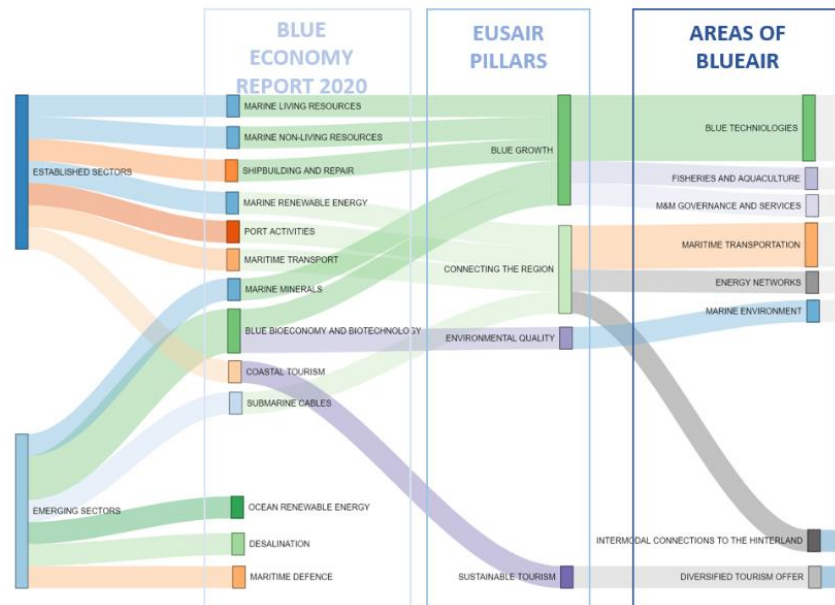 BLUE
ECONOMY
REPORT 2020
EUSAIR
PILLARS
AREAS OF
BLUEAIR
ESTABLISHED SECTORS
EMERGING SECTORS
MARINE LIVING RESOURCES
MARINE NON-LIVING RESOURCES
SHIPBUILDING AND REPAIR
MARINE RENEWABLE ENERGY
PORT ACTIVITIES
MARITIME TRANSPORT
MARINE MINERALS
BLUE BIOECONOMY AND BIOTECHNOLOGY
COASTAL TOURISM
SUBMARINE CABLES
OCEAN RENEWABLE ENERGY
DESALINATION
MARITIME DEFENCE
BLUE GROWTH
CONNECTING THE REGION
ENVIRONMENTAL QUALITY
SUSTAINABLE TOURISM
BLUE TECHNIOLOGIES
FISHERIES AND AQUACULTURE
M&M GOVERNANCE AND SERVICES
MARITIME TRANSPORTATION
ENERGY NETWORKS
MARINE ENVIRONMENT
INTERMODAL CONNECTIONS TO THE HINTERLAND
DIVERSIFIED TOURISM OFFER